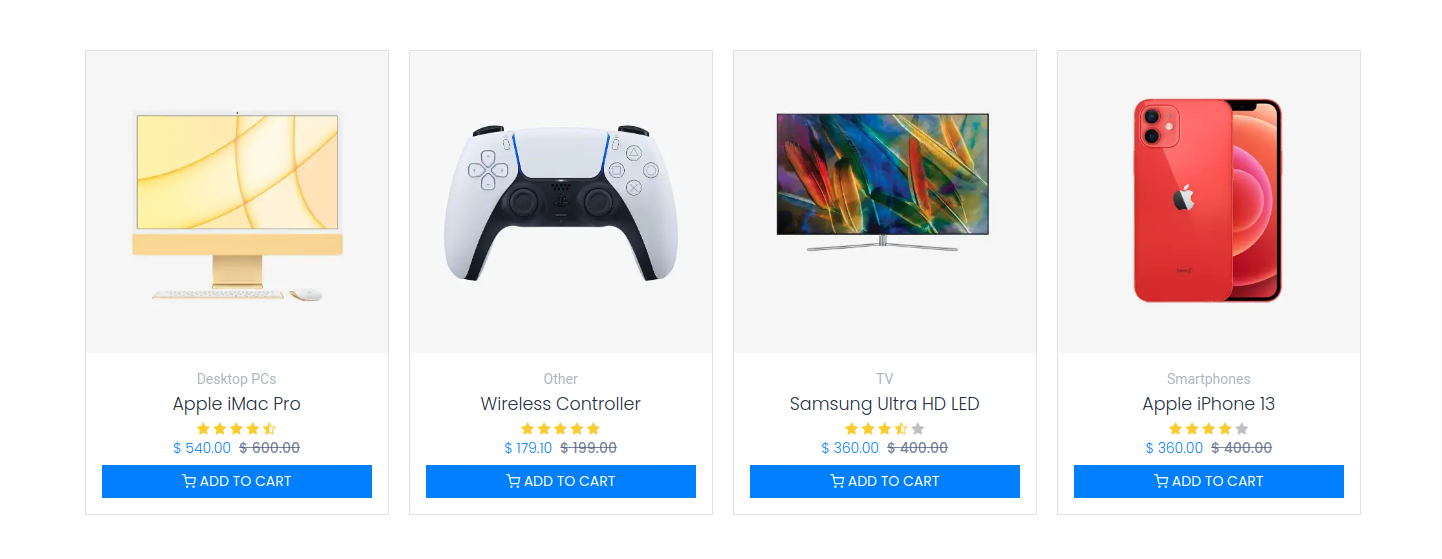 Desktop PCs
Apple iMac Pro
$ 540.00 $ 600.00
ADD TO CART
Other
Wireless Controller
$ 179.10 $ 199.00
ADD TO CART
TV
Samsung Ultra HD LED
$ 360.00 $ 400.00
ADD TO CART
Smartphones
Apple iPhone 13
$ 360.00 $ 400.00
ADD TO CART